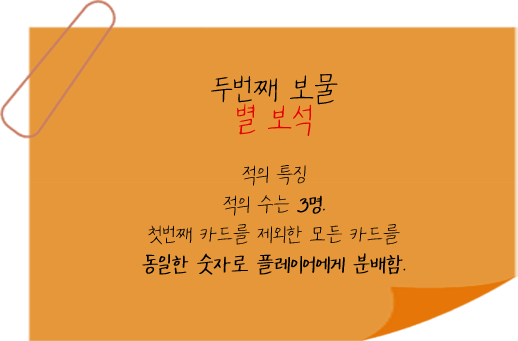 두번째 보물
별 보석
적의 특징
적의 수는 3명.
첫번째 카드를 제외한 모든 카드를
동일한 숫자로 플레이어에게 분배함.